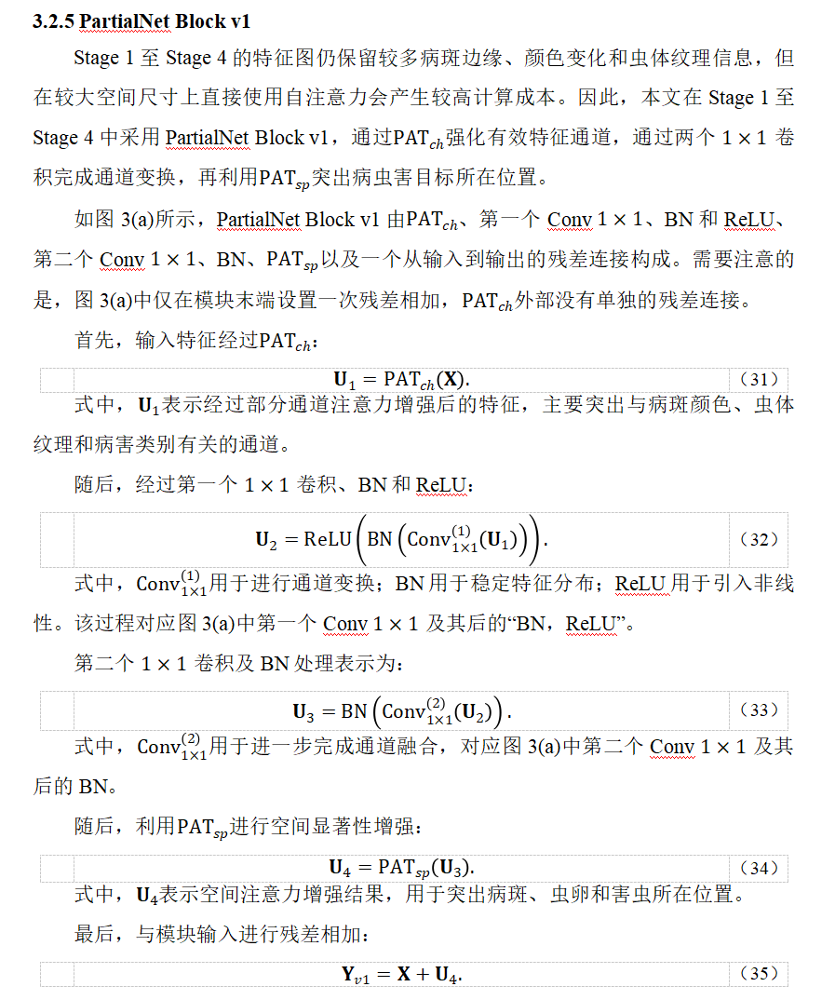 3.2.5 PartialNet Block v1
Stage 1 至 Stage 4 的特征图仍保留较多病斑边缘、颜色变化和虫体纹理信息，但
在较大空间尺寸上直接使用自注意力会产生较高计算成本。因此，本文在 Stage 1 至
Stage 4 中采用 PartialNet Block v1，通过PAT_ch强化有效特征通道，通过两个 1 × 1 卷
积完成通道变换，再利用PAT_sp突出病虫害目标所在位置。
如图 3(a)所示，PartialNet Block v1 由PAT_ch、第一个 Conv 1 × 1、BN 和 ReLU、
第二个 Conv 1 × 1、BN、PAT_sp以及一个从输入到输出的残差连接构成。需要注意的
是，图 3(a)中仅在模块末端设置一次残差相加，PAT_ch外部没有单独的残差连接。
首先，输入特征经过PAT_ch：
U_1 = PAT_ch(X). （31）
式中，U_1表示经过部分通道注意力增强后的特征，主要突出与病斑颜色、虫体
纹理和病害类别有关的通道。
随后，经过第一个 1 × 1 卷积、BN 和 ReLU：
U_2 = ReLU(BN(Conv_{1×1}^{(1)}(U_1))). （32）
式中，Conv_{1×1}^{(1)}用于进行通道变换；BN 用于稳定特征分布；ReLU 用于引入非线
性。该过程对应图 3(a)中第一个 Conv 1 × 1 及其后的“BN，ReLU”。
第二个 1 × 1 卷积及 BN 处理表示为：
U_3 = BN(Conv_{1×1}^{(2)}(U_2)). （33）
式中，Conv_{1×1}^{(2)}用于进一步完成通道融合，对应图 3(a)中第二个 Conv 1 × 1 及其
后的 BN。
随后，利用PAT_sp进行空间显著性增强：
U_4 = PAT_sp(U_3). （34）
式中，U_4表示空间注意力增强结果，用于突出病斑、虫卵和害虫所在位置。
最后，与模块输入进行残差相加：
Y_v1 = X + U_4. （35）